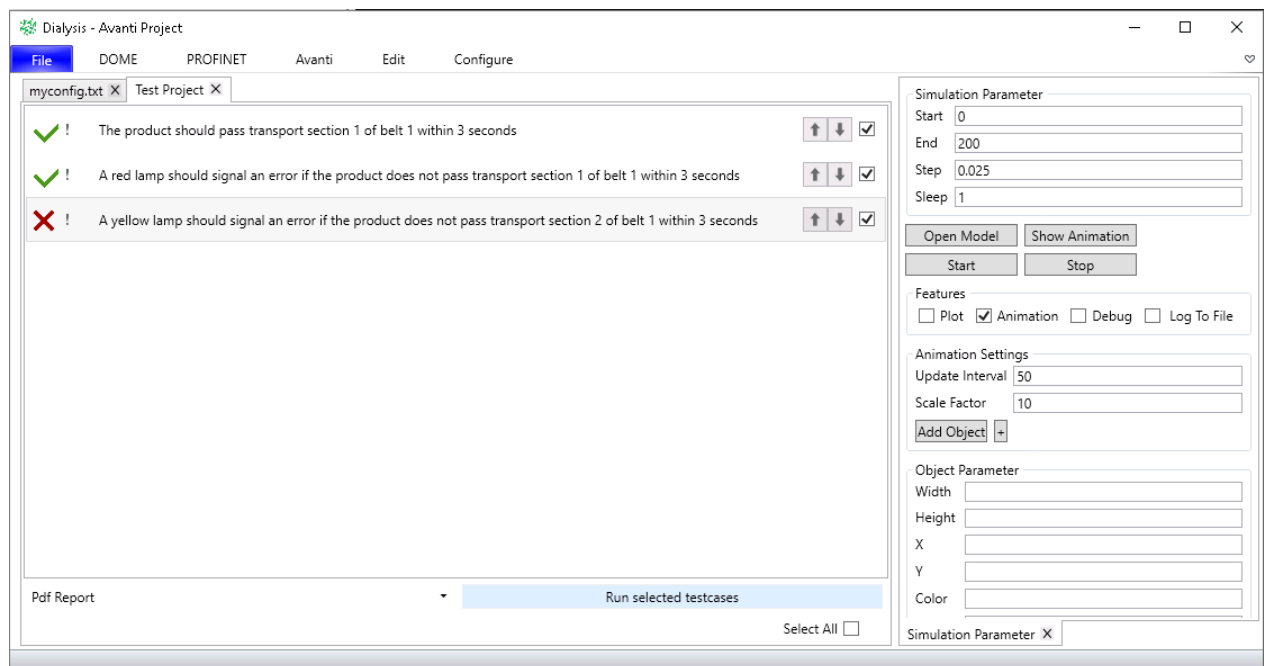 Dialysis - Avanti Project
File DOME PROFINET Avanti Edit Configure
myconfig.txt X Test Project X
! The product should pass transport section 1 of belt 1 within 3 seconds
! A red lamp should signal an error if the product does not pass transport section 1 of belt 1 within 3 seconds
! A yellow lamp should signal an error if the product does not pass transport section 2 of belt 1 within 3 seconds
Pdf Report
Run selected testcases
Select All
Simulation Parameter
Start 0
End 200
Step 0.025
Sleep 1
Open Model Show Animation
Start Stop
Features
Plot Animation Debug Log To File
Animation Settings
Update Interval 50
Scale Factor 10
Add Object +
Object Parameter
Width
Height
X
Y
Color
Simulation Parameter X